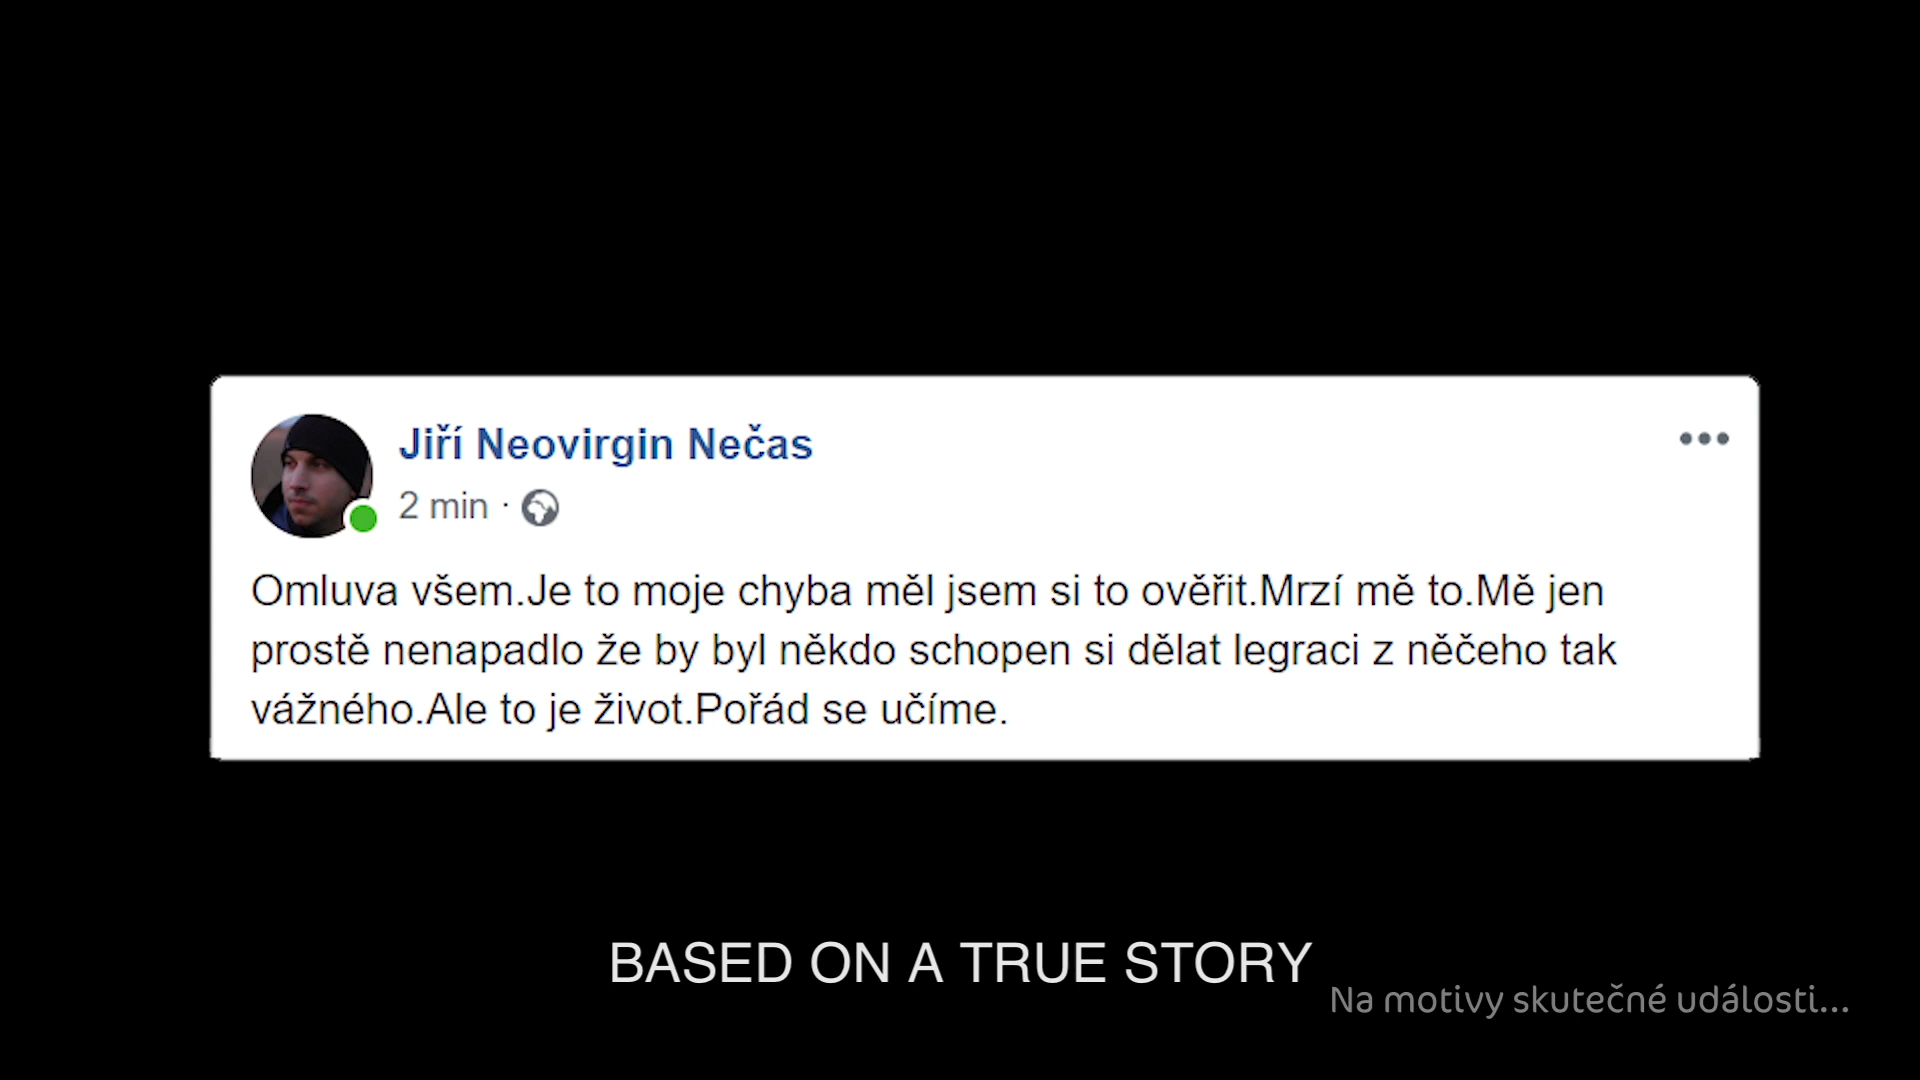 Jiří Neovirgin Nečas
2 min ·
Omluva všem.Je to moje chyba měl jsem si to ověřit.Mrzí mě to.Mě jen
prostě nenapadlo že by byl někdo schopen si dělat legraci z něčeho tak
vážného.Ale to je život.Pořád se učíme.
BASED ON A TRUE STORY
Na motivy skutečné události...